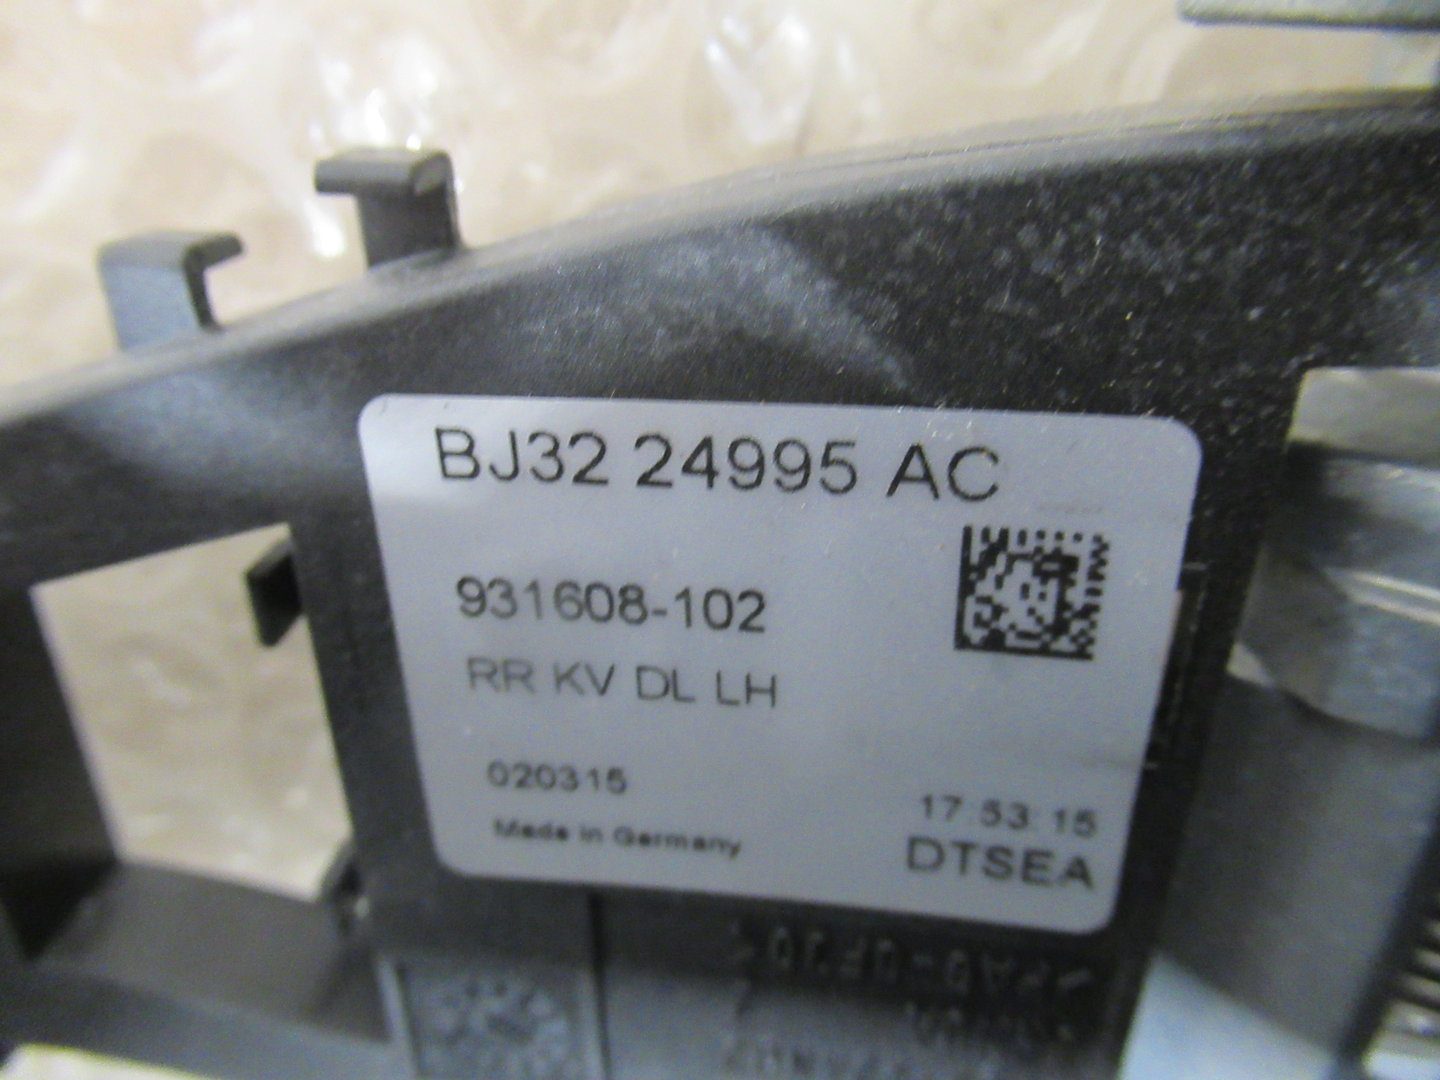 BJ32 24995 AC
931608-102
RR KV DL LH
020315
17 53 15
Made in Germany
DTSEA